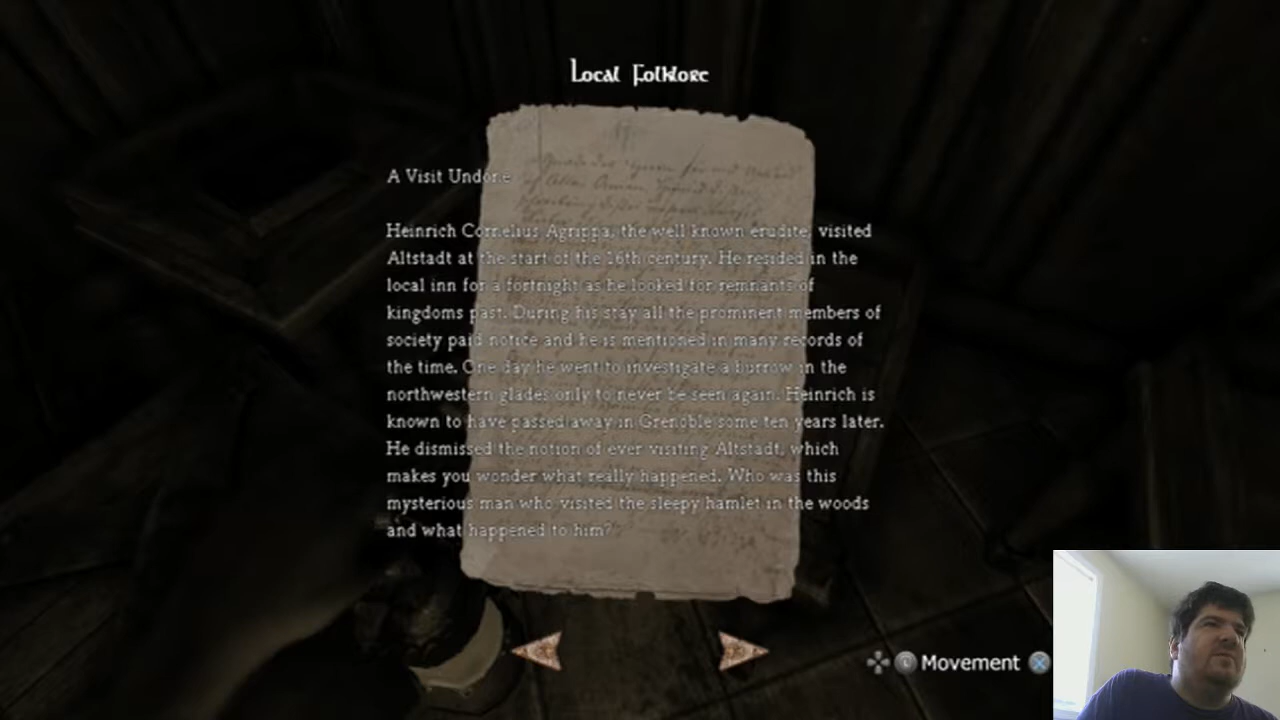 Local Folklore
A Visit Undone
Heinrich Cornelius Agrippa, the well known erudite, visited
Altstadt at the start of the 16th century. He resided in the
local inn for a fortnight as he looked for remnants of
kingdoms past. During his stay all the prominent members of
society paid notice and he is mentioned in many records of
the time. One day he went to investigate a burrow in the
northwestern glades only to never be seen again. Heinrich is
known to have passed away in Grenoble some ten years later.
He dismissed the notion of ever visiting Altstadt, which
makes you wonder what really happened. Who was this
mysterious man who visited the sleepy hamlet in the woods
and what happened to him?
Movement